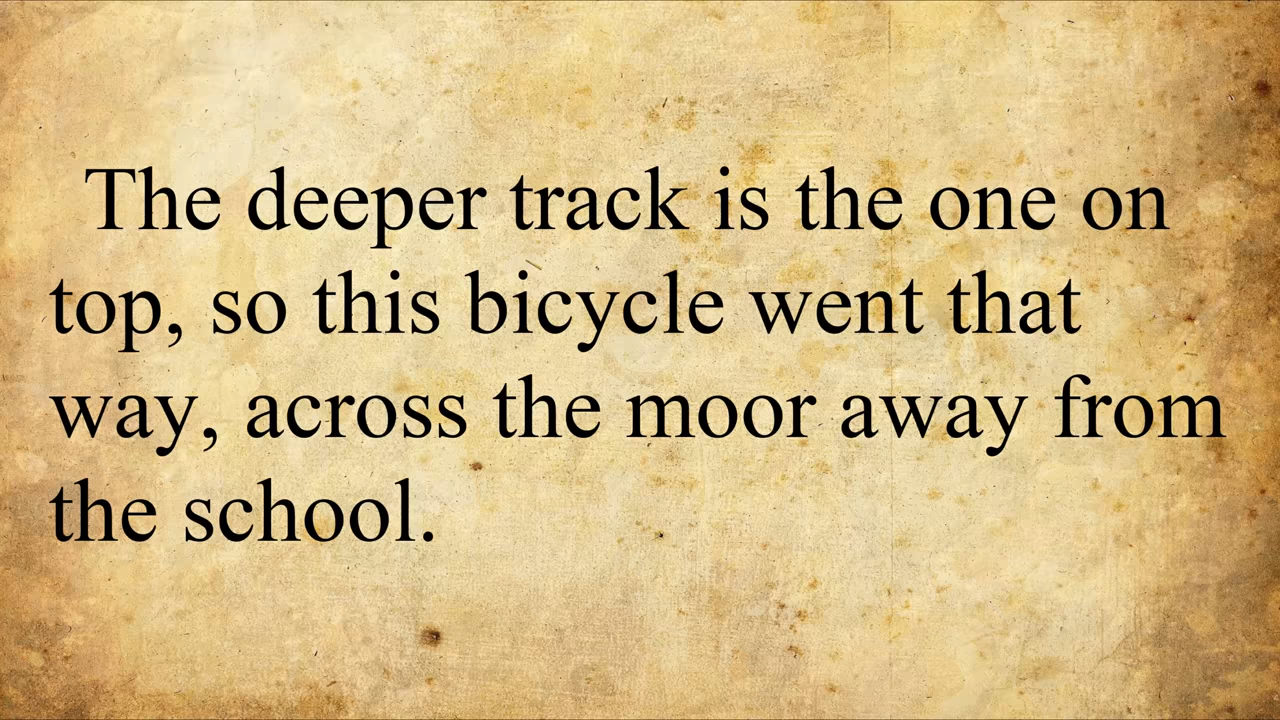 The deeper track is the one on
top, so this bicycle went that
way, across the moor away from
the school.